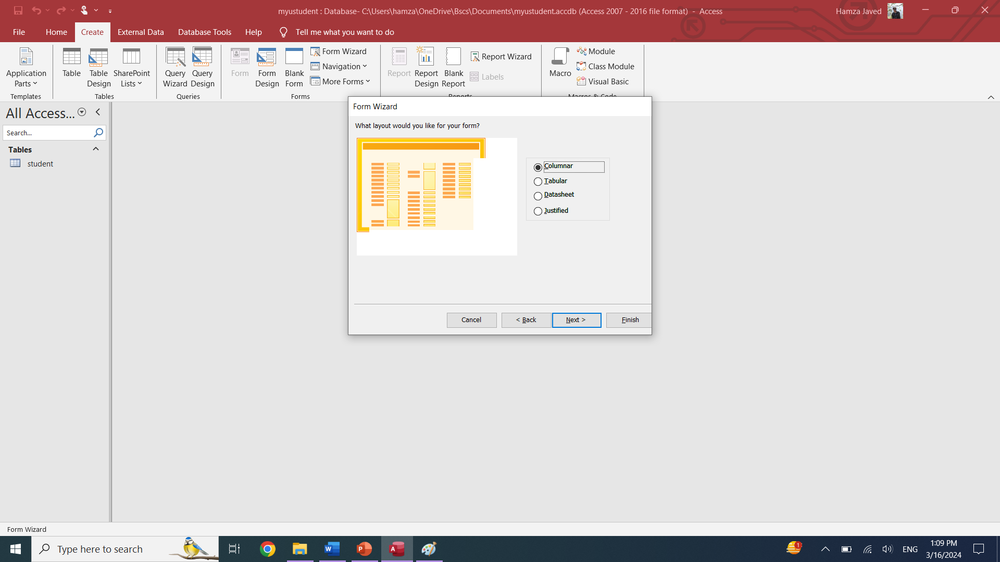 myustudent : Database- C:\Users\hamza\OneDrive\Bscs\Documents\myustudent.accdb (Access 2007 - 2016 file format)  -  Access
Hamza Javed
File Home Create External Data Database Tools Help Tell me what you want to do
Application Parts
Table
Table Design
SharePoint Lists
Query Wizard
Query Design
Form
Form Design
Blank Form
Form Wizard
Navigation
More Forms
Report
Report Design
Blank Report
Report Wizard
Labels
Macro
Module
Class Module
Visual Basic
Templates Tables Queries Forms Reports Macros & Code
All Access...
Search...
Tables
student
Form Wizard
What layout would you like for your form?
Columnar
Tabular
Datasheet
Justified
Cancel < Back Next > Finish
Form Wizard
Type here to search
W P A
1
ENG
1:09 PM
3/16/2024